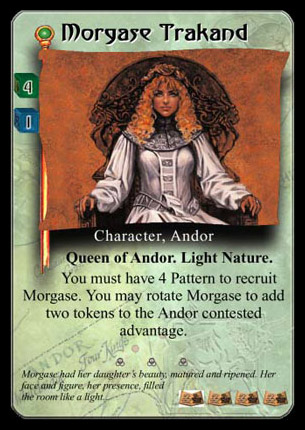 Morgase Trakand
4
1
Character, Andor
Queen of Andor. Light Nature.
You must have 4 Pattern to recruit
Morgase. You may rotate Morgase to add
two tokens to the Andor contested
advantage.
Morgase had her daughter's beauty, matured and ripened. Her
face and figure, her presence, filled
the room like a light...